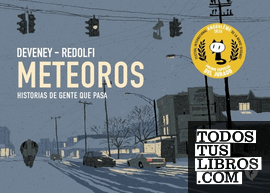 DEVENEY - REDOLFI
METEOROS
HISTORIAS DE GENTE QUE PASA
TODOS
TUS
LIBROS
.COM